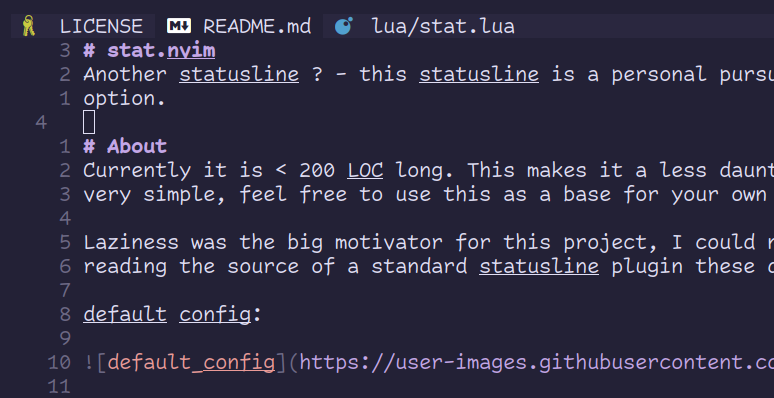 LICENSE README.md lua/stat.lua
3 # stat.nvim
2 Another statusline ? - this statusline is a personal
1 option.
4
1 # About
2 Currently it is < 200 LOC long. This makes it a less
3 very simple, feel free to use this as a base for your own
4
5 Laziness was the big motivator for this project, I could
6 reading the source of a standard statusline plugin these
7
8 default config:
9
10 ![default_config](https://user-images.githubusercontent.
11